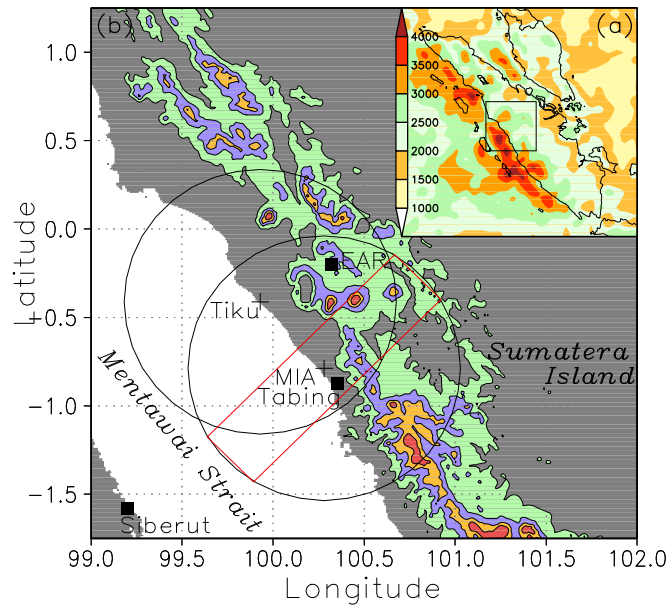 (b)
(a)
4000
3500
3000
2500
2000
1500
1000
1.0
0.5
0.0
+0.5
−1.0
−1.5
Latitude
EAR
Tiku
MIA
Tabing
Sumatera
Island
Mentawai Strait
Siberut
99.0
99.5
100.0
100.6
101.0
101.5
102.0
Longitude